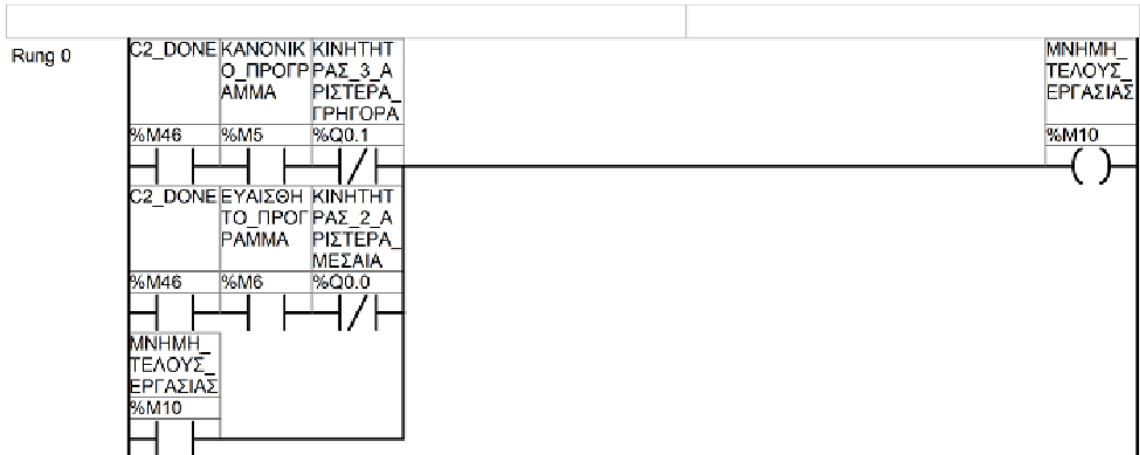 Rung 0
C2_DONE
ΚΑΝΟΝΙΚ
Ο_ΠΡΟΓΡ
ΑΜΜΑ
ΚΙΝΗΤΗΤ
ΡΑΣ_3_Α
ΡΙΣΤΕΡΑ_
ΓΡΗΓΟΡΑ
ΜΝΗΜΗ_
ΤΕΛΟΥΣ_
ΕΡΓΑΣΙΑΣ
%M46
%M5
%Q0.1
%M10
C2_DONE
ΕΥΑΙΣΘΗ
ΤΟ_ΠΡΟΓ
ΡΑΜΜΑ
ΚΙΝΗΤΗΤ
ΡΑΣ_2_Α
ΡΙΣΤΕΡΑ_
ΜΕΣΑΙΑ
%M46
%M6
%Q0.0
ΜΝΗΜΗ_
ΤΕΛΟΥΣ_
ΕΡΓΑΣΙΑΣ
%M10